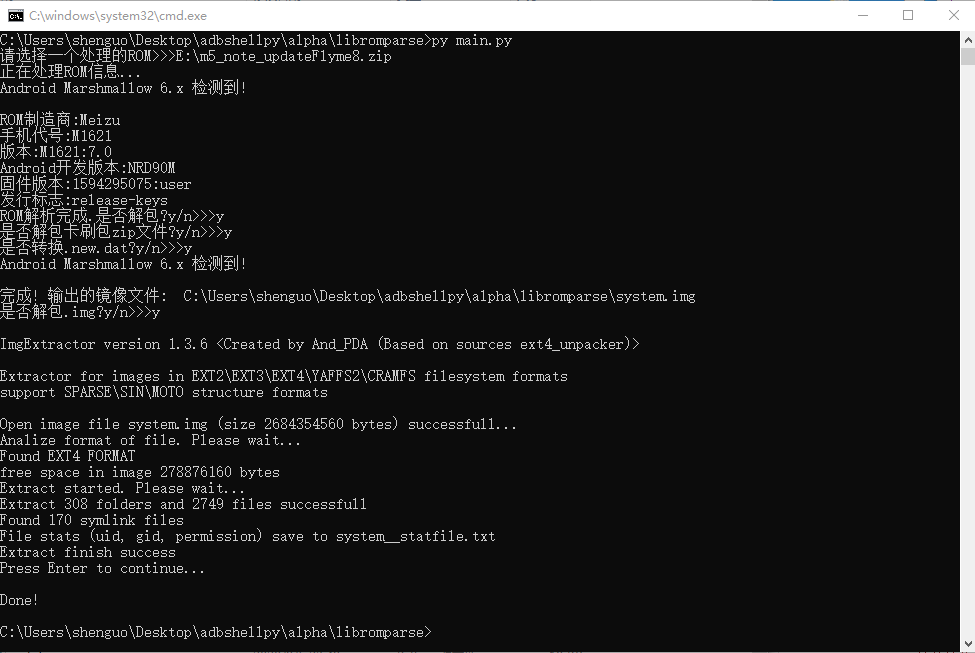 C:\windows\system32\cmd.exe
C:\Users\shenguo\Desktop\adbshellpy\alpha\libromparse>py main.py
请选择一个处理的ROM>>>E:\m5_note_updateFlyme8.zip
正在处理ROM信息...
Android Marshmallow 6.x 检测到!
ROM制造商:Meizu
手机代号:M1621
版本:M1621:7.0
Android开发版本:NRD90M
固件版本:1594295075:user
发行标志:release-keys
ROM解析完成.是否解包?y/n>>>y
是否解包卡刷包zip文件?y/n>>>y
是否转换.new.dat?y/n>>>y
Android Marshmallow 6.x 检测到!
完成! 输出的镜像文件:  C:\Users\shenguo\Desktop\adbshellpy\alpha\libromparse\system.img
是否解包.img?y/n>>>y
ImgExtractor version 1.3.6 <Created by And_PDA (Based on sources ext4_unpacker)>
Extractor for images in EXT2\EXT3\EXT4\YAFFS2\CRAMFS filesystem formats
support SPARSE\SIN\MOTO structure formats
Open image file system.img (size 2684354560 bytes) successfull...
Analize format of file. Please wait...
Found EXT4 FORMAT
free space in image 278876160 bytes
Extract started. Please wait...
Extract 308 folders and 2749 files successfull
Found 170 symlink files
File stats (uid, gid, permission) save to system__statfile.txt
Extract finish success
Press Enter to continue...
Done!
C:\Users\shenguo\Desktop\adbshellpy\alpha\libromparse>